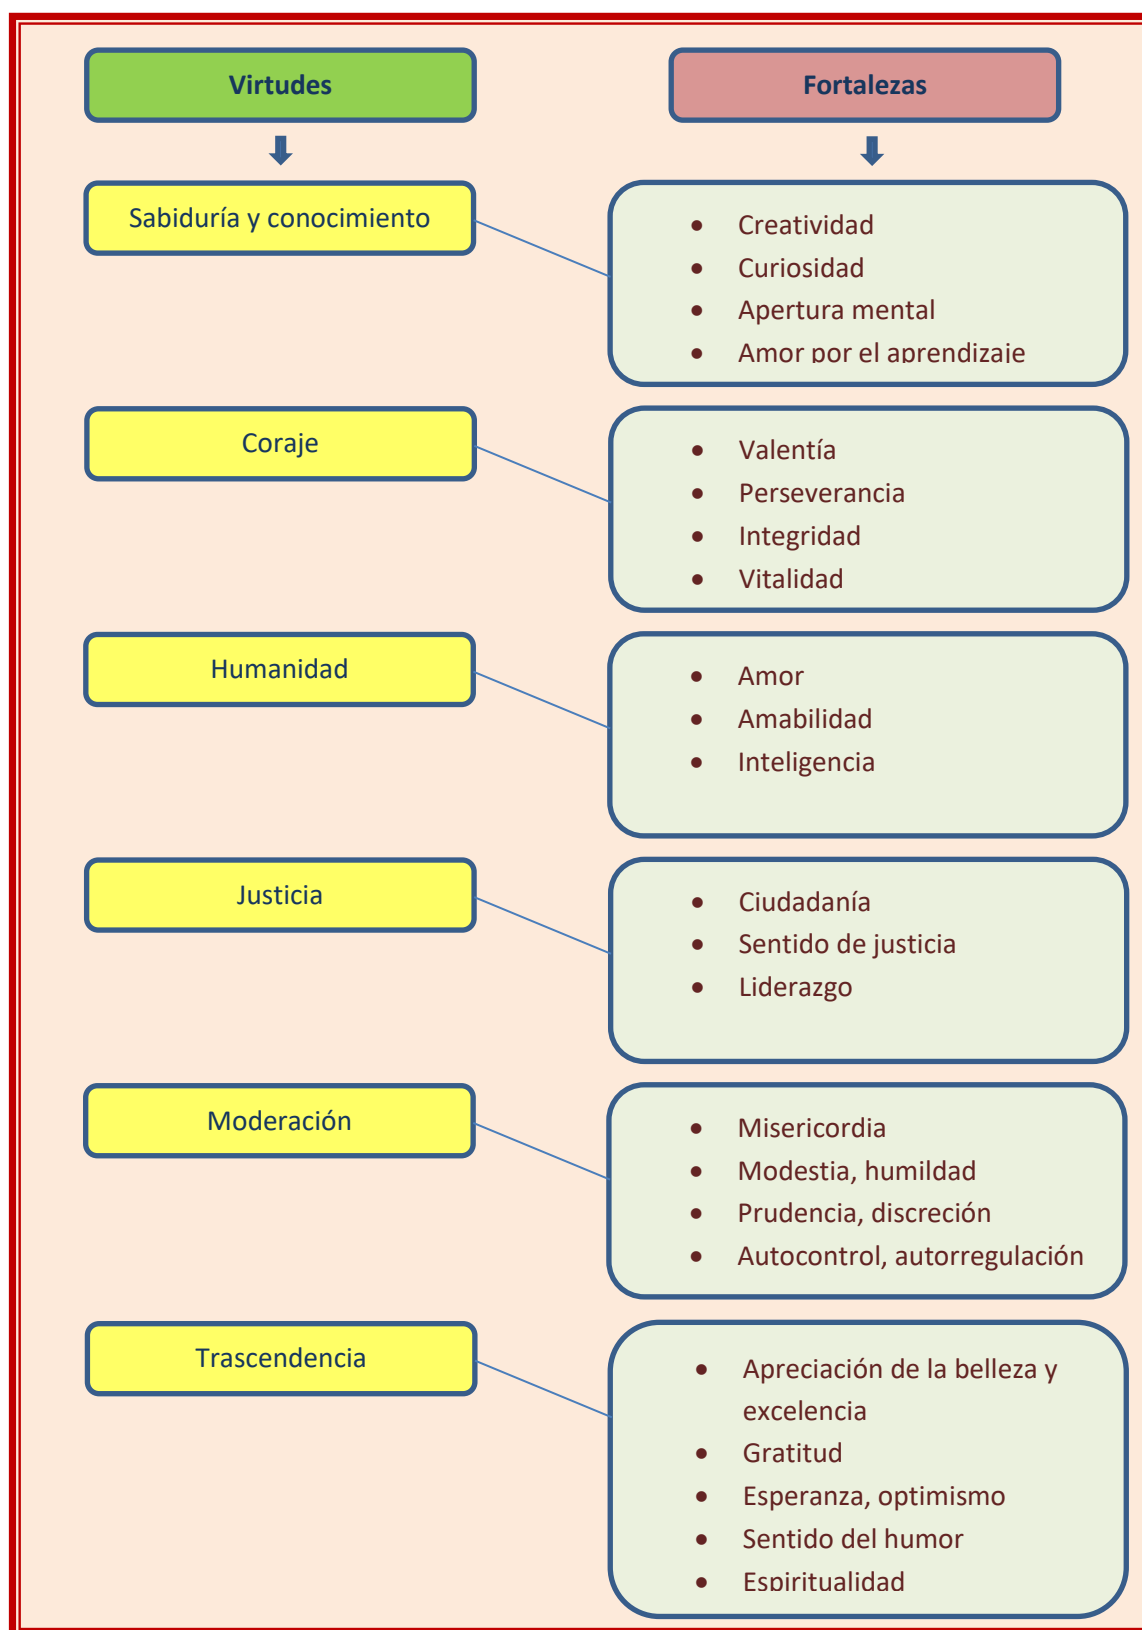 Virtudes
Fortalezas
Sabiduría y conocimiento
• Creatividad
• Curiosidad
• Apertura mental
• Amor por el aprendizaje
Coraje
• Valentía
• Perseverancia
• Integridad
• Vitalidad
Humanidad
• Amor
• Amabilidad
• Inteligencia
Justicia
• Ciudadanía
• Sentido de justicia
• Liderazgo
Moderación
• Misericordia
• Modestia, humildad
• Prudencia, discreción
• Autocontrol, autorregulación
Trascendencia
• Apreciación de la belleza y
excelencia
• Gratitud
• Esperanza, optimismo
• Sentido del humor
• Espiritualidad